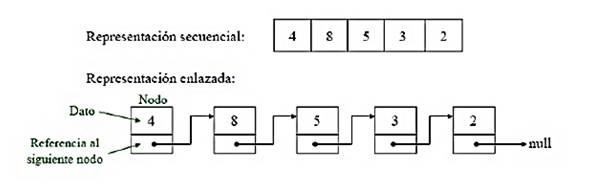 Representación secuencial:
4 8 5 3 2
Representación enlazada:
Nodo
Dato
4 8 5 3 2
Referencia al
siguiente nodo
null